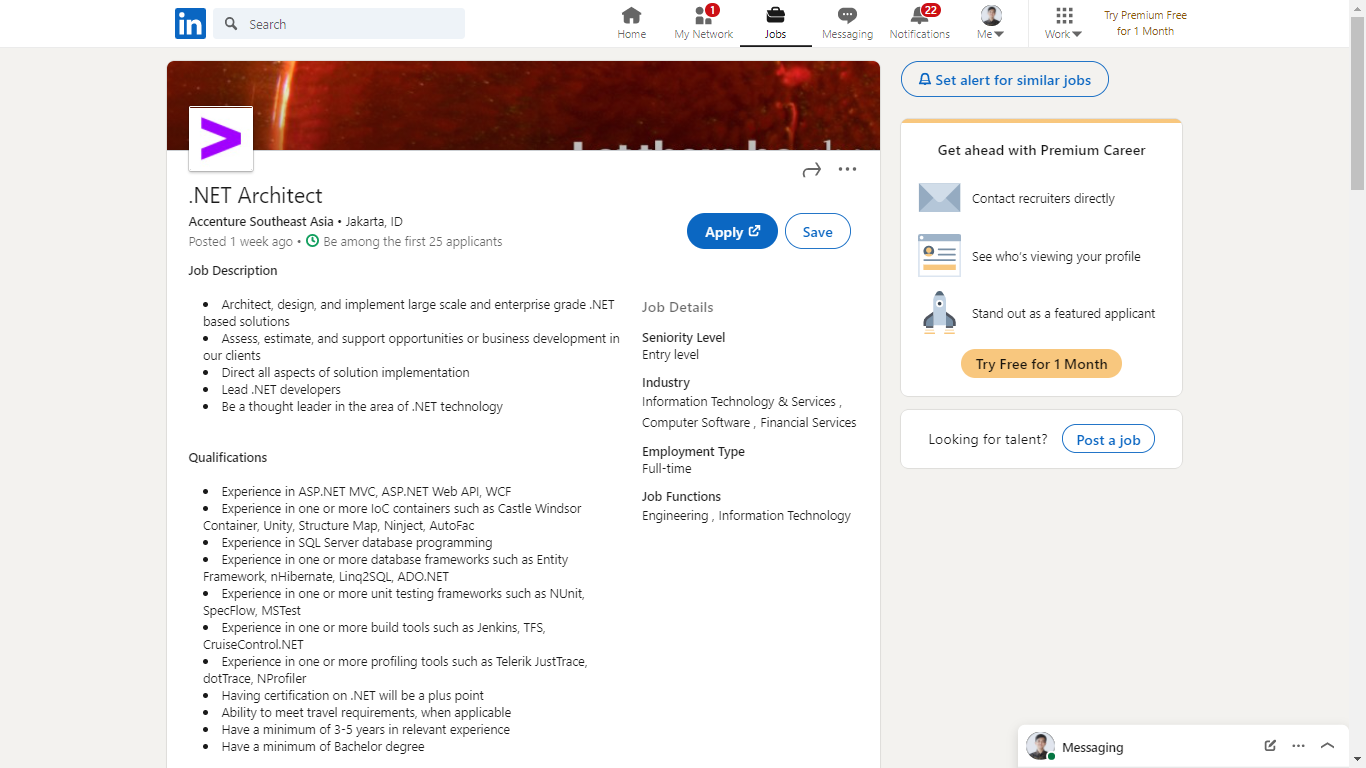 in
Search
Home
1
My Network
Jobs
Messaging
22
Notifications
Me
Work
Try Premium Free
for 1 Month
.NET Architect
Accenture Southeast Asia • Jakarta, ID
Posted 1 week ago • Be among the first 25 applicants
Apply
Save
Job Description
• Architect, design, and implement large scale and enterprise grade .NET
based solutions
• Assess, estimate, and support opportunities or business development in
our clients
• Direct all aspects of solution implementation
• Lead .NET developers
• Be a thought leader in the area of .NET technology
Qualifications
• Experience in ASP.NET MVC, ASP.NET Web API, WCF
• Experience in one or more IoC containers such as Castle Windsor
Container, Unity, Structure Map, Ninject, AutoFac
• Experience in SQL Server database programming
• Experience in one or more database frameworks such as Entity
Framework, nHibernate, Linq2SQL, ADO.NET
• Experience in one or more unit testing frameworks such as NUnit,
SpecFlow, MSTest
• Experience in one or more build tools such as Jenkins, TFS,
CruiseControl.NET
• Experience in one or more profiling tools such as Telerik JustTrace,
dotTrace, NProfiler
• Having certification on .NET will be a plus point
• Ability to meet travel requirements, when applicable
• Have a minimum of 3-5 years in relevant experience
• Have a minimum of Bachelor degree
Job Details
Seniority Level
Entry level
Industry
Information Technology & Services ,
Computer Software , Financial Services
Employment Type
Full-time
Job Functions
Engineering , Information Technology
Set alert for similar jobs
Get ahead with Premium Career
Contact recruiters directly
See who's viewing your profile
Stand out as a featured applicant
Try Free for 1 Month
Looking for talent?
Post a job
Messaging